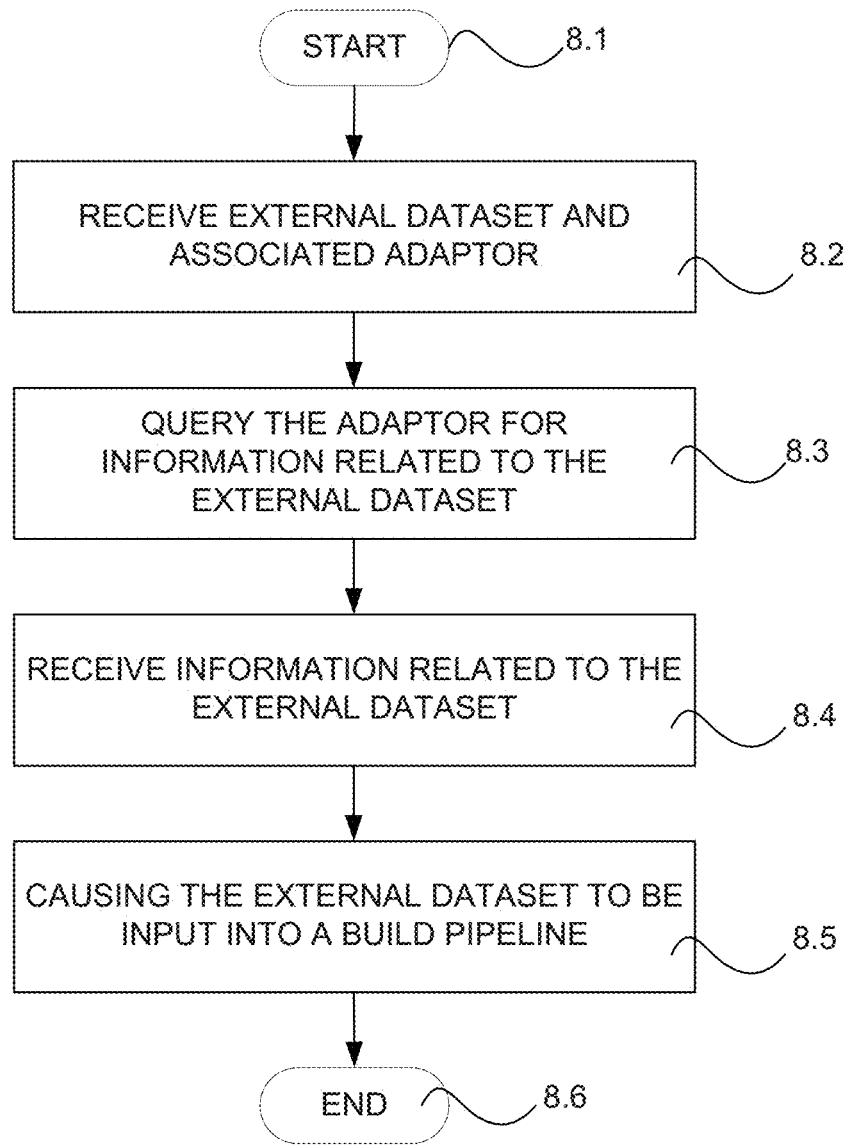 START
8.1
RECEIVE EXTERNAL DATASET AND
ASSOCIATED ADAPTOR
8.2
QUERY THE ADAPTOR FOR
INFORMATION RELATED TO THE
EXTERNAL DATASET
8.3
RECEIVE INFORMATION RELATED TO THE
EXTERNAL DATASET
8.4
CAUSING THE EXTERNAL DATASET TO BE
INPUT INTO A BUILD PIPELINE
8.5
END
8.6